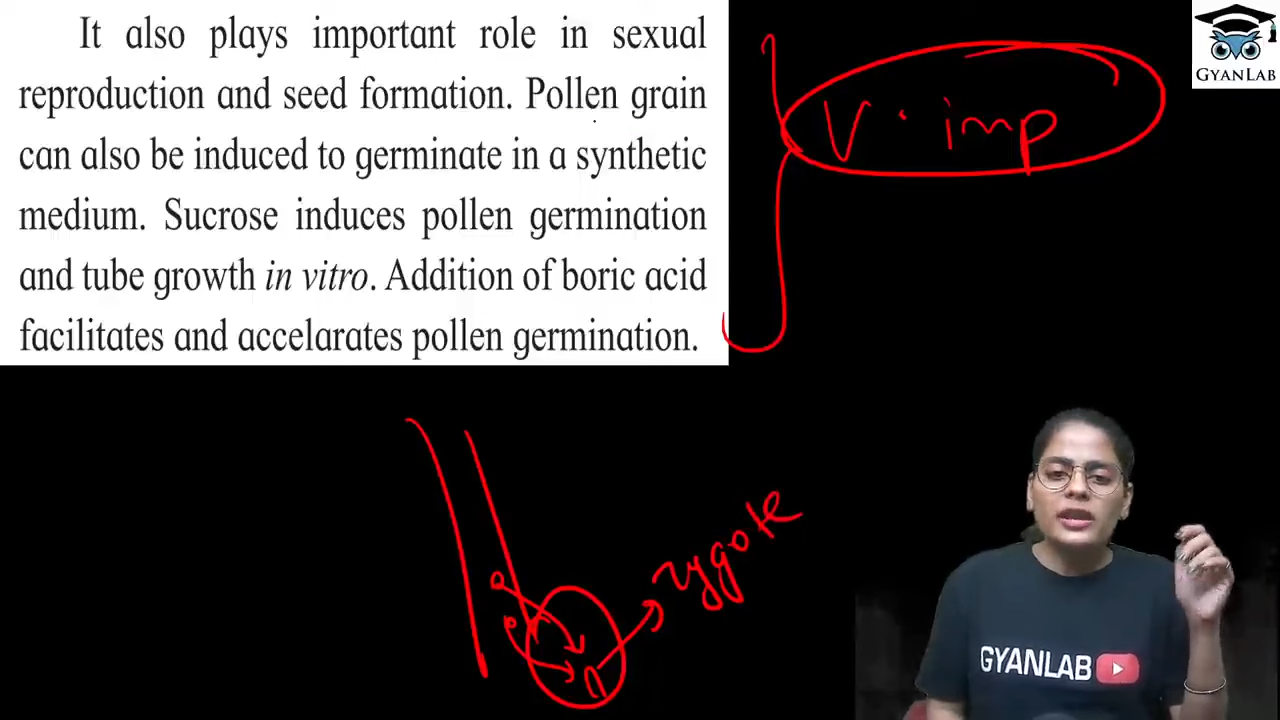 It also plays important role in sexual
reproduction and seed formation. Pollen grain
can also be induced to germinate in a synthetic
medium. Sucrose induces pollen germination
and tube growth in vitro. Addition of boric acid
facilitates and accelarates pollen germination.
V. imp
GYANLAB
zygote
GYANLAB